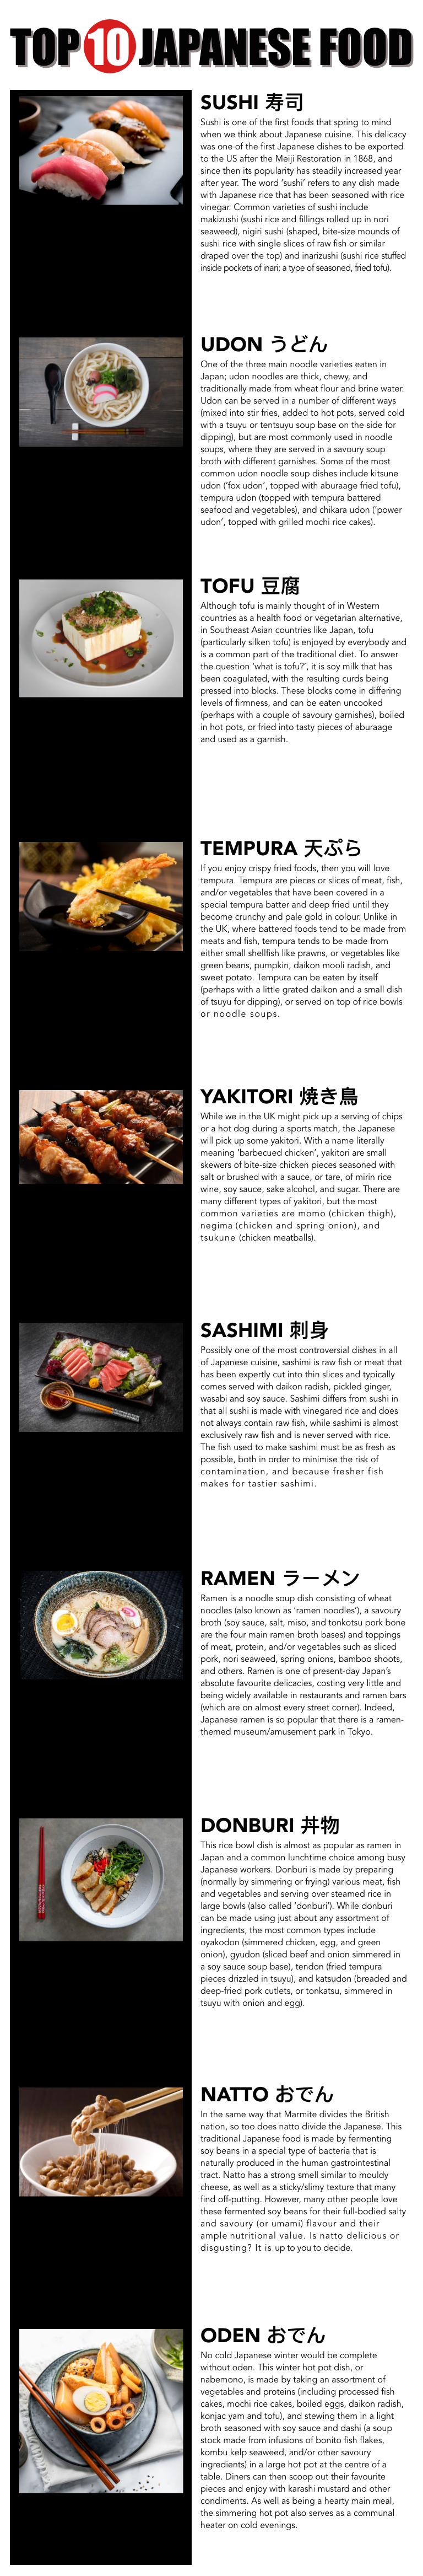 TOP 10 JAPANESE FOOD
SUSHI 寿司
Sushi is one of the first foods that spring to mind
when we think about Japanese cuisine. This delicacy
was one of the first Japanese dishes to be exported
to the US after the Meiji Restoration in 1868, and
since then its popularity has steadily increased year
after year. The word ‘sushi’ refers to any dish made
with Japanese rice that has been seasoned with rice
vinegar. Common varieties of sushi include
makizushi (sushi rice and fillings rolled up in nori
seaweed), nigiri sushi (shaped, bite-size mounds of
sushi rice with single slices of raw fish or similar
draped over the top) and inarizushi (sushi rice stuffed
inside pockets of inari; a type of seasoned, fried tofu).
UDON うどん
One of the three main noodle varieties eaten in
Japan; udon noodles are thick, chewy, and
traditionally made from wheat flour and brine water.
Udon can be served in a number of different ways
(mixed into stir fries, added to hot pots, served cold
with a tsuyu or tentsuyu soup base on the side for
dipping), but are most commonly used in noodle
soups, where they are served in a savoury soup
broth with different garnishes. Some of the most
common udon noodle soup dishes include kitsune
udon (‘fox udon’, topped with aburaage fried tofu),
tempura udon (topped with tempura battered
seafood and vegetables), and chikara udon (‘power
udon’, topped with grilled mochi rice cakes).
TOFU 豆腐
Although tofu is mainly thought of in Western
countries as a health food or vegetarian alternative,
in Southeast Asian countries like Japan, tofu
(particularly silken tofu) is enjoyed by everybody and
is a common part of the traditional diet. To answer
the question ‘what is tofu?’, it is soy milk that has
been coagulated, with the resulting curds being
pressed into blocks. These blocks come in differing
levels of firmness, and can be eaten uncooked
(perhaps with a couple of savoury garnishes), boiled
in hot pots, or fried into tasty pieces of aburaage
and used as a garnish.
TEMPURA 天ぷら
If you enjoy crispy fried foods, then you will love
tempura. Tempura are pieces or slices of meat, fish,
and/or vegetables that have been covered in a
special tempura batter and deep fried until they
become crunchy and pale gold in colour. Unlike in
the UK, where battered foods tend to be made from
meats and fish, tempura tends to be made from
either small shellfish like prawns, or vegetables like
green beans, pumpkin, daikon mooli radish, and
sweet potato. Tempura can be eaten by itself
(perhaps with a little grated daikon and a small dish
of tsuyu for dipping), or served on top of rice bowls
or noodle soups.
YAKITORI 焼き鳥
While we in the UK might pick up a serving of chips
or a hot dog during a sports match, the Japanese
will pick up some yakitori. With a name literally
meaning ‘barbecued chicken’, yakitori are small
skewers of bite-size chicken pieces seasoned with
salt or brushed with a sauce, or tare, of mirin rice
wine, soy sauce, sake alcohol, and sugar. There are
many different types of yakitori, but the most
common varieties are momo (chicken thigh),
negima (chicken and spring onion), and
tsukune (chicken meatballs).
SASHIMI 刺身
Possibly one of the most controversial dishes in all
of Japanese cuisine, sashimi is raw fish or meat that
has been expertly cut into thin slices and typically
comes served with daikon radish, pickled ginger,
wasabi and soy sauce. Sashimi differs from sushi in
that all sushi is made with vinegared rice and does
not always contain raw fish, while sashimi is almost
exclusively raw fish and is never served with rice.
The fish used to make sashimi must be as fresh as
possible, both in order to minimise the risk of
contamination, and because fresher fish
makes for tastier sashimi.
RAMEN ラーメン
Ramen is a noodle soup dish consisting of wheat
noodles (also known as ‘ramen noodles’), a savoury
broth (soy sauce, salt, miso, and tonkotsu pork bone
are the four main ramen broth bases) and toppings
of meat, protein, and/or vegetables such as sliced
pork, nori seaweed, spring onions, bamboo shoots,
and others. Ramen is one of present-day Japan’s
absolute favourite delicacies, costing very little and
being widely available in restaurants and ramen bars
(which are on almost every street corner). Indeed,
Japanese ramen is so popular that there is a ramen-
themed museum/amusement park in Tokyo.
DONBURI 丼物
This rice bowl dish is almost as popular as ramen in
Japan and a common lunchtime choice among busy
Japanese workers. Donburi is made by preparing
(normally by simmering or frying) various meat, fish
and vegetables and serving over steamed rice in
large bowls (also called ‘donburi’). While donburi
can be made using just about any assortment of
ingredients, the most common types include
oyakodon (simmered chicken, egg, and green
onion), gyudon (sliced beef and onion simmered in
a soy sauce soup base), tendon (fried tempura
pieces drizzled in tsuyu), and katsudon (breaded and
deep-fried pork cutlets, or tonkatsu, simmered in
tsuyu with onion and egg).
NATTO おでん
In the same way that Marmite divides the British
nation, so too does natto divide the Japanese. This
traditional Japanese food is made by fermenting
soy beans in a special type of bacteria that is
naturally produced in the human gastrointestinal
tract. Natto has a strong smell similar to mouldy
cheese, as well as a sticky/slimy texture that many
find off-putting. However, many other people love
these fermented soy beans for their full-bodied salty
and savoury (or umami) flavour and their
ample nutritional value. Is natto delicious or
disgusting? It is up to you to decide.
ODEN おでん
No cold Japanese winter would be complete
without oden. This winter hot pot dish, or
nabemono, is made by taking an assortment of
vegetables and proteins (including processed fish
cakes, mochi rice cakes, boiled eggs, daikon radish,
konjac yam and tofu), and stewing them in a light
broth seasoned with soy sauce and dashi (a soup
stock made from infusions of bonito fish flakes,
kombu kelp seaweed, and/or other savoury
ingredients) in a large hot pot at the centre of a
table. Diners can then scoop out their favourite
pieces and enjoy with karashi mustard and other
condiments. As well as being a hearty main meal,
the simmering hot pot also serves as a communal
heater on cold evenings.